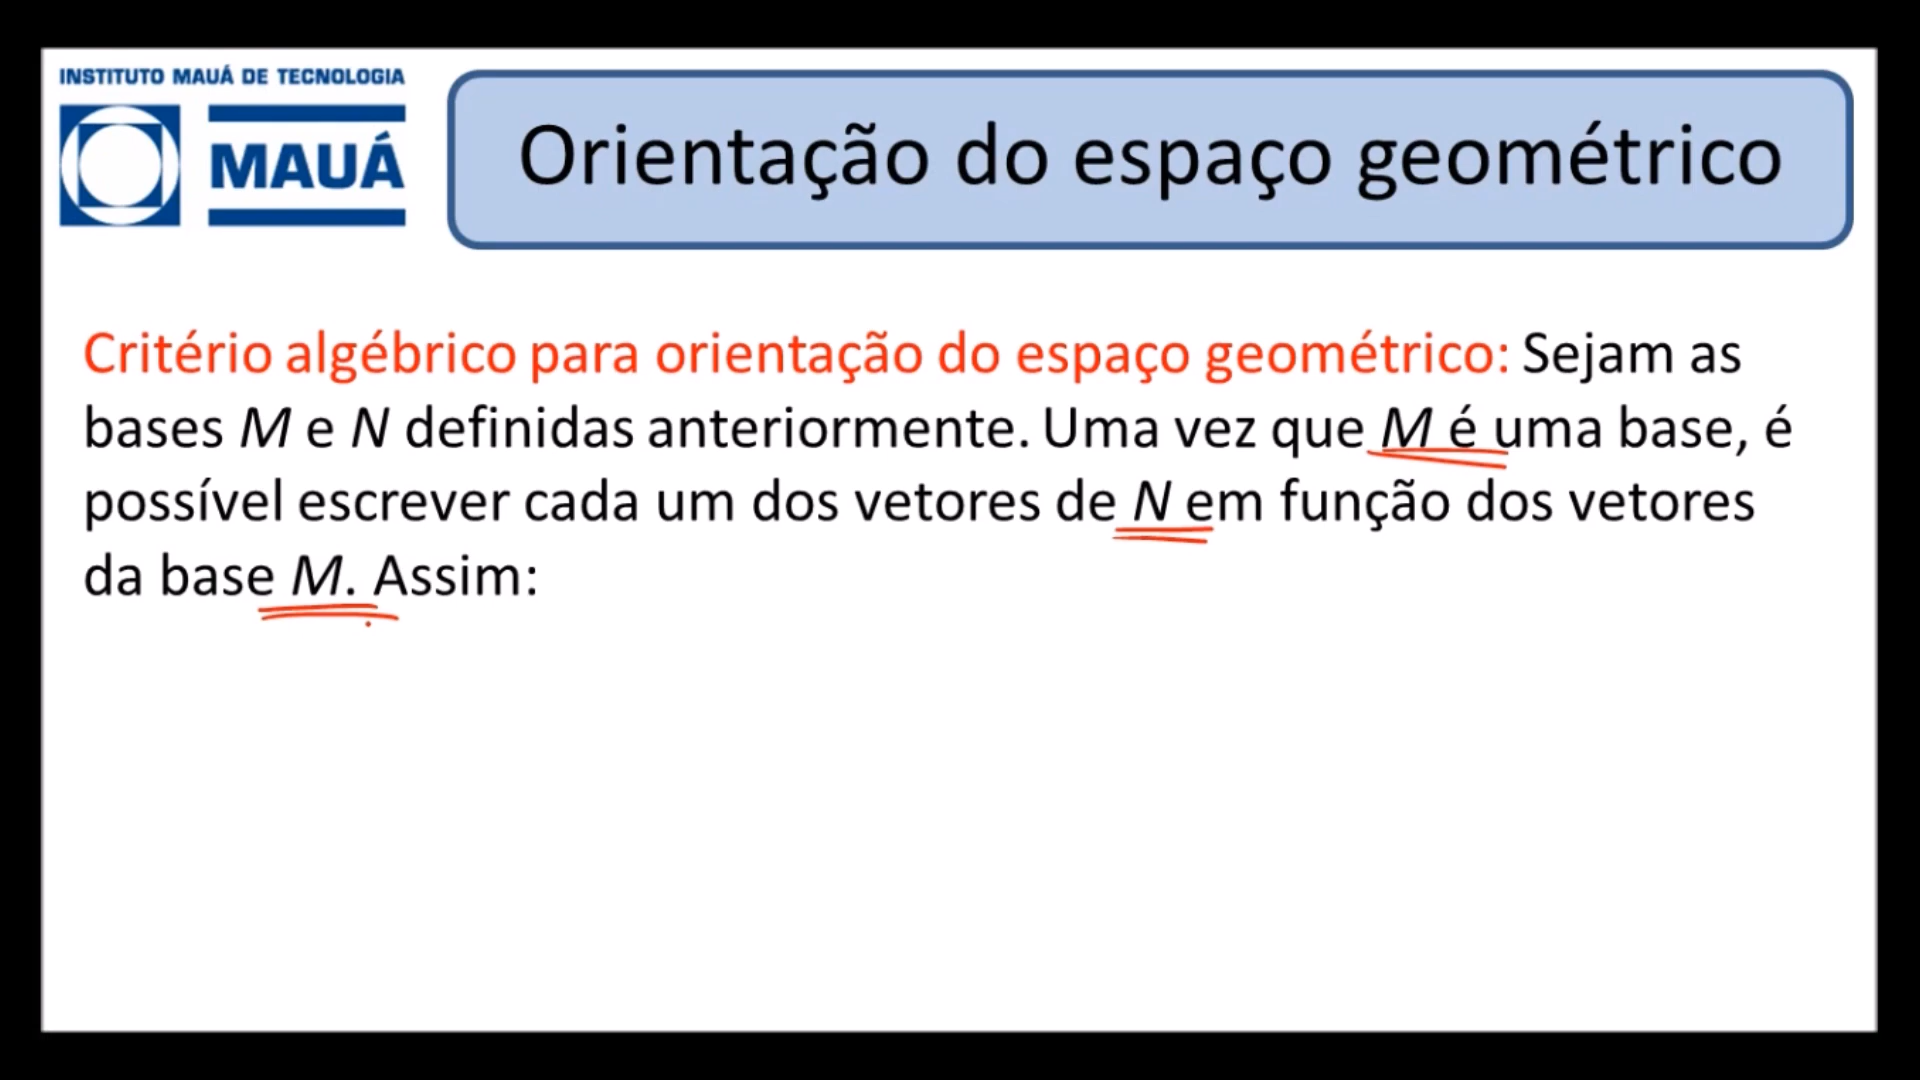 INSTITUTO MAUÁ DE TECNOLOGIA
MAUÁ
Orientação do espaço geométrico
Critério algébrico para orientação do espaço geométrico: Sejam as
bases M e N definidas anteriormente. Uma vez que M é uma base, é
possível escrever cada um dos vetores de N em função dos vetores
da base M. Assim: